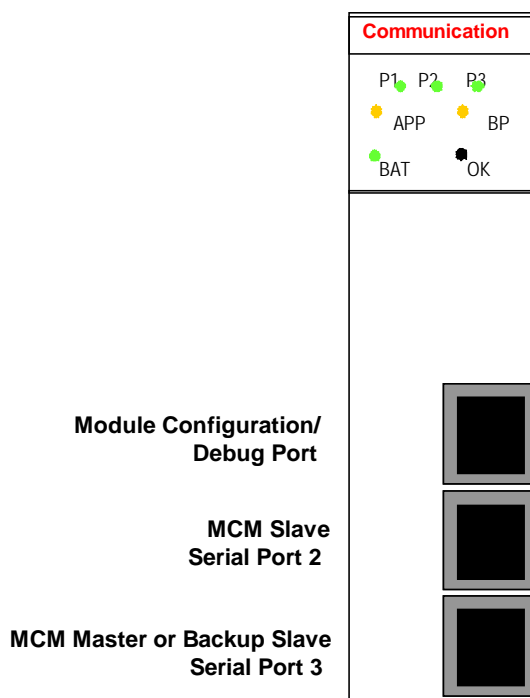 Communication
P1 P2 P3
APP BP
BAT OK
Module Configuration/
Debug Port
MCM Slave
Serial Port 2
MCM Master or Backup Slave
Serial Port 3